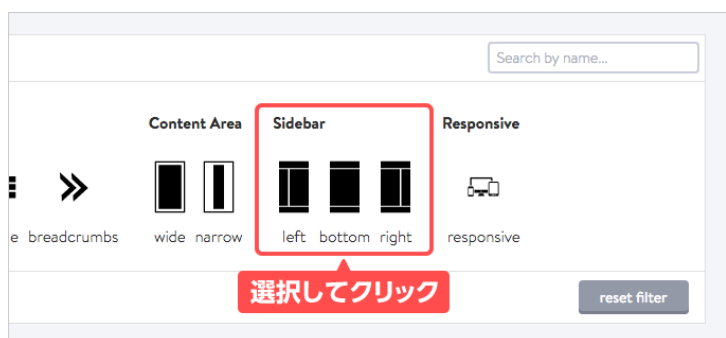 Search by name...
Content Area Sidebar Responsive
e breadcrumbs wide narrow left bottom right responsive
選択してクリック
reset filter